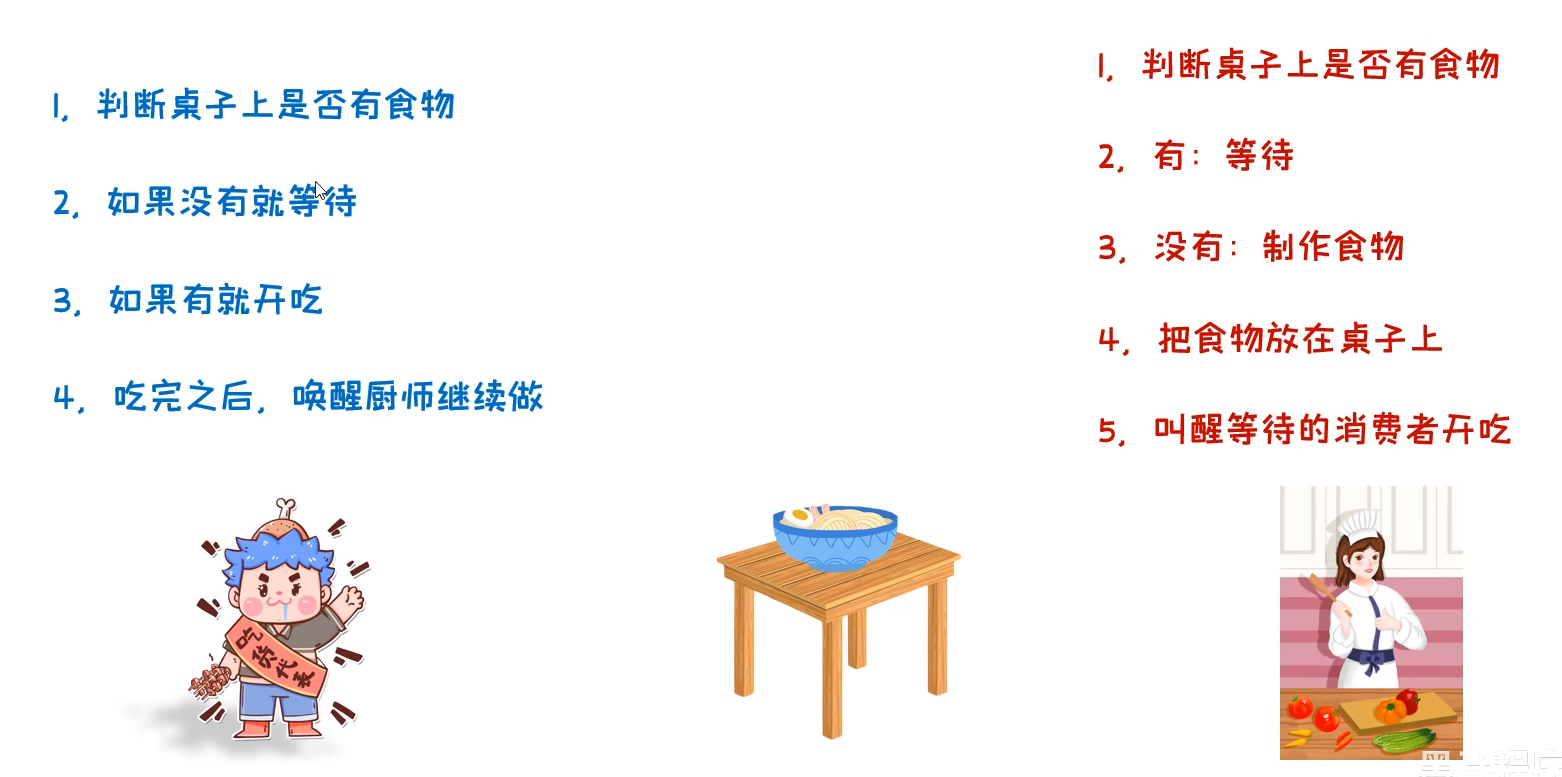 1, 判断桌子上是否有食物
2, 如果没有就等待
3, 如果有就开吃
4, 吃完之后, 唤醒厨师继续做
1, 判断桌子上是否有食物
2, 有: 等待
3, 没有: 制作食物
4, 把食物放在桌子上
5, 叫醒等待的消费者开吃
吃货代表